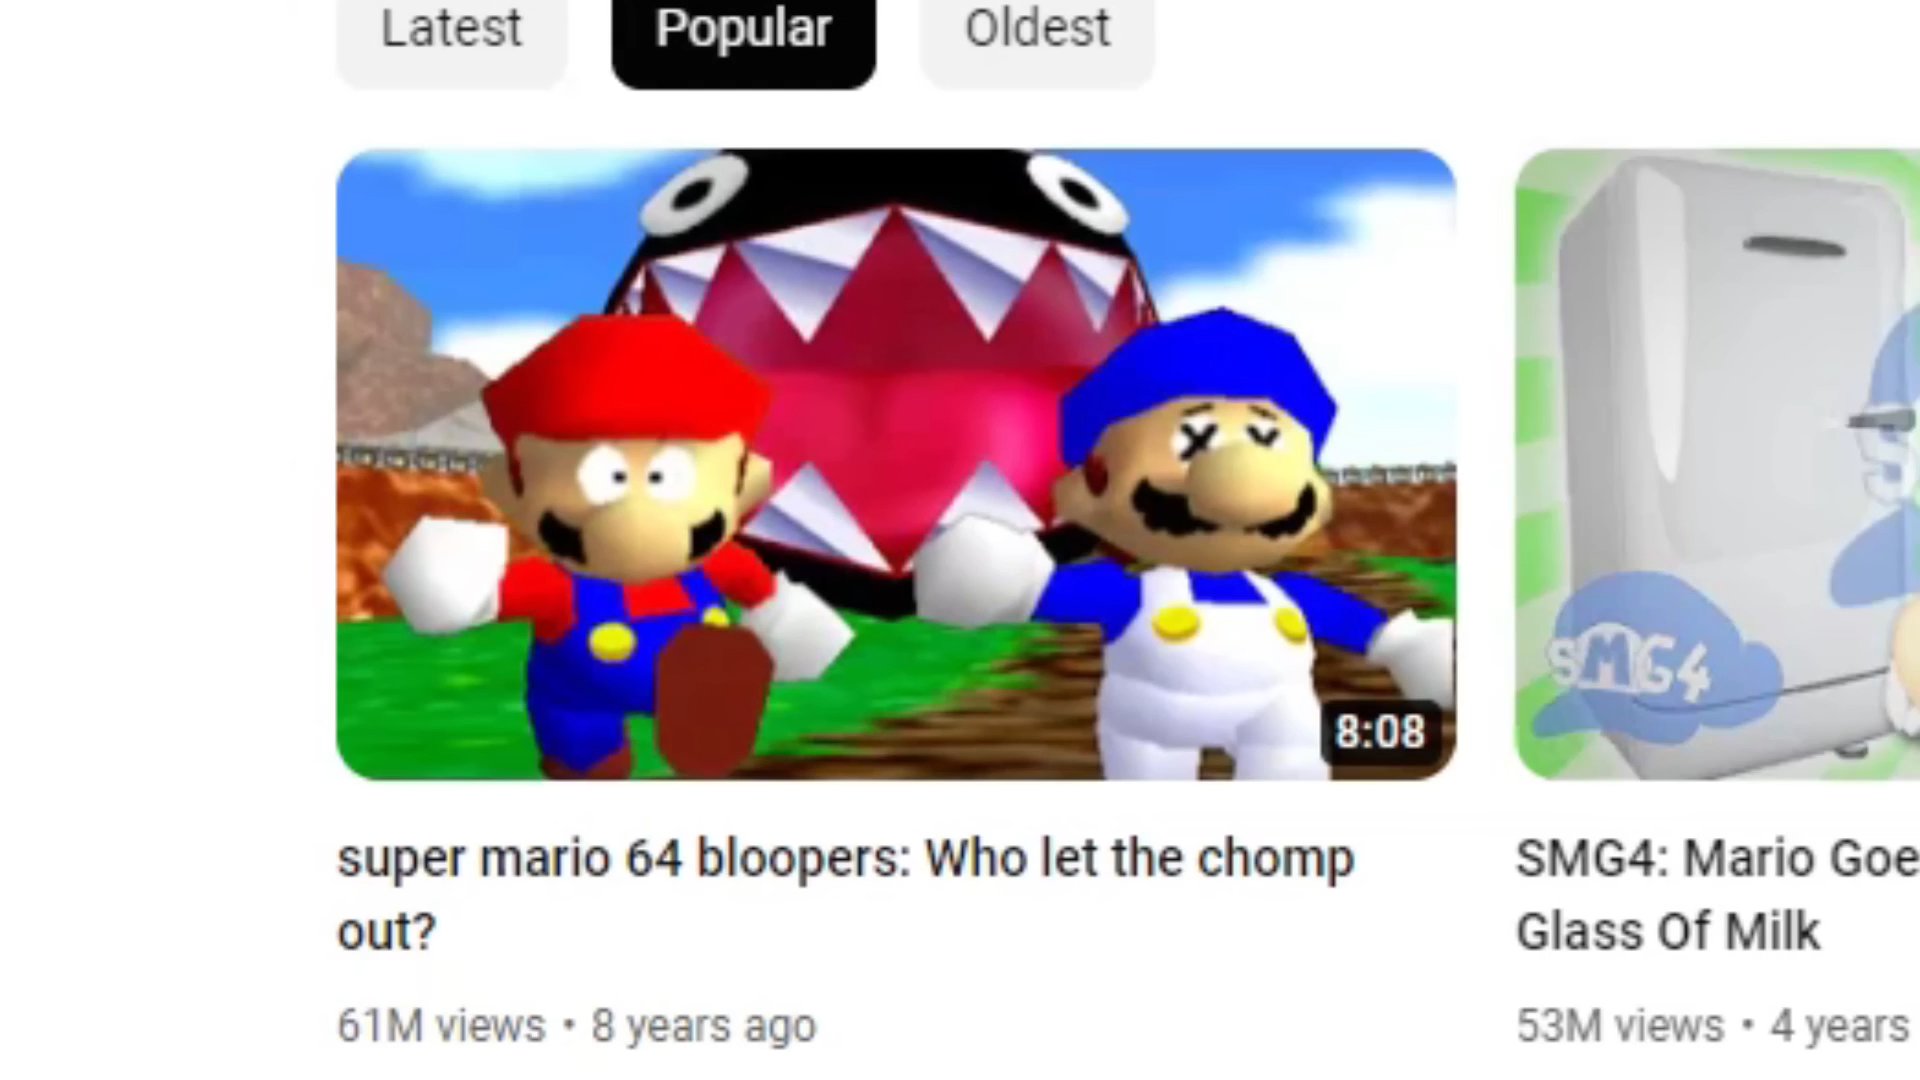 Latest
Popular
Oldest
8:08
SMG4
super mario 64 bloopers: Who let the chomp
out?
61M views • 8 years ago
SMG4: Mario Goe
Glass Of Milk
53M views • 4 years